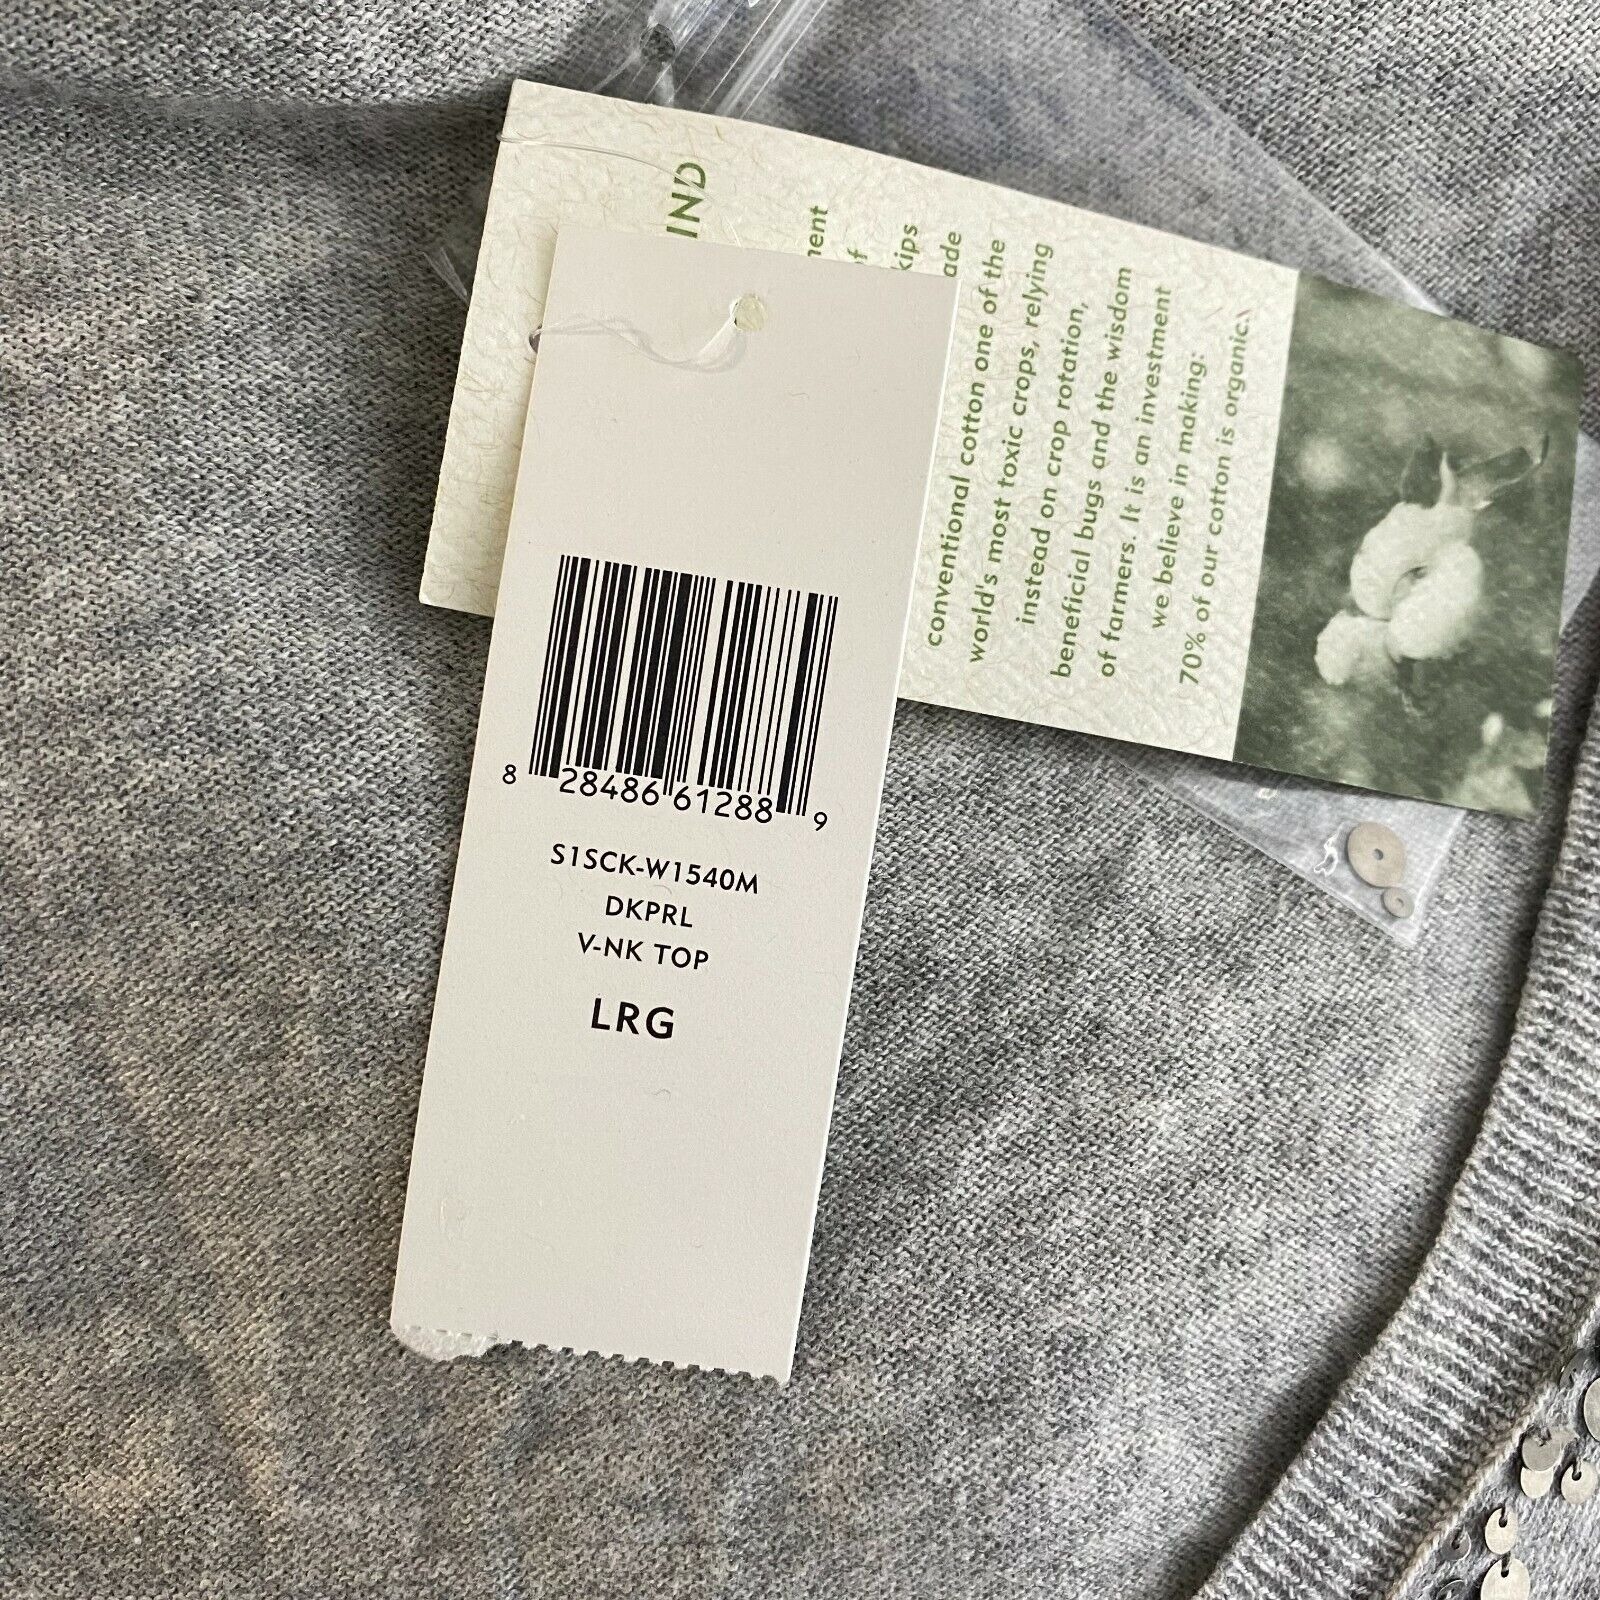 8 28486 61288 9
S1SCK-W1540M
DKPRL
V-NK TOP
LRG
conventional cotton one of the
world's most toxic crops, relying
instead on crop rotation,
beneficial bugs and the wisdom
of farmers. It is an investment
we believe in making:
70% of our cotton is organic.